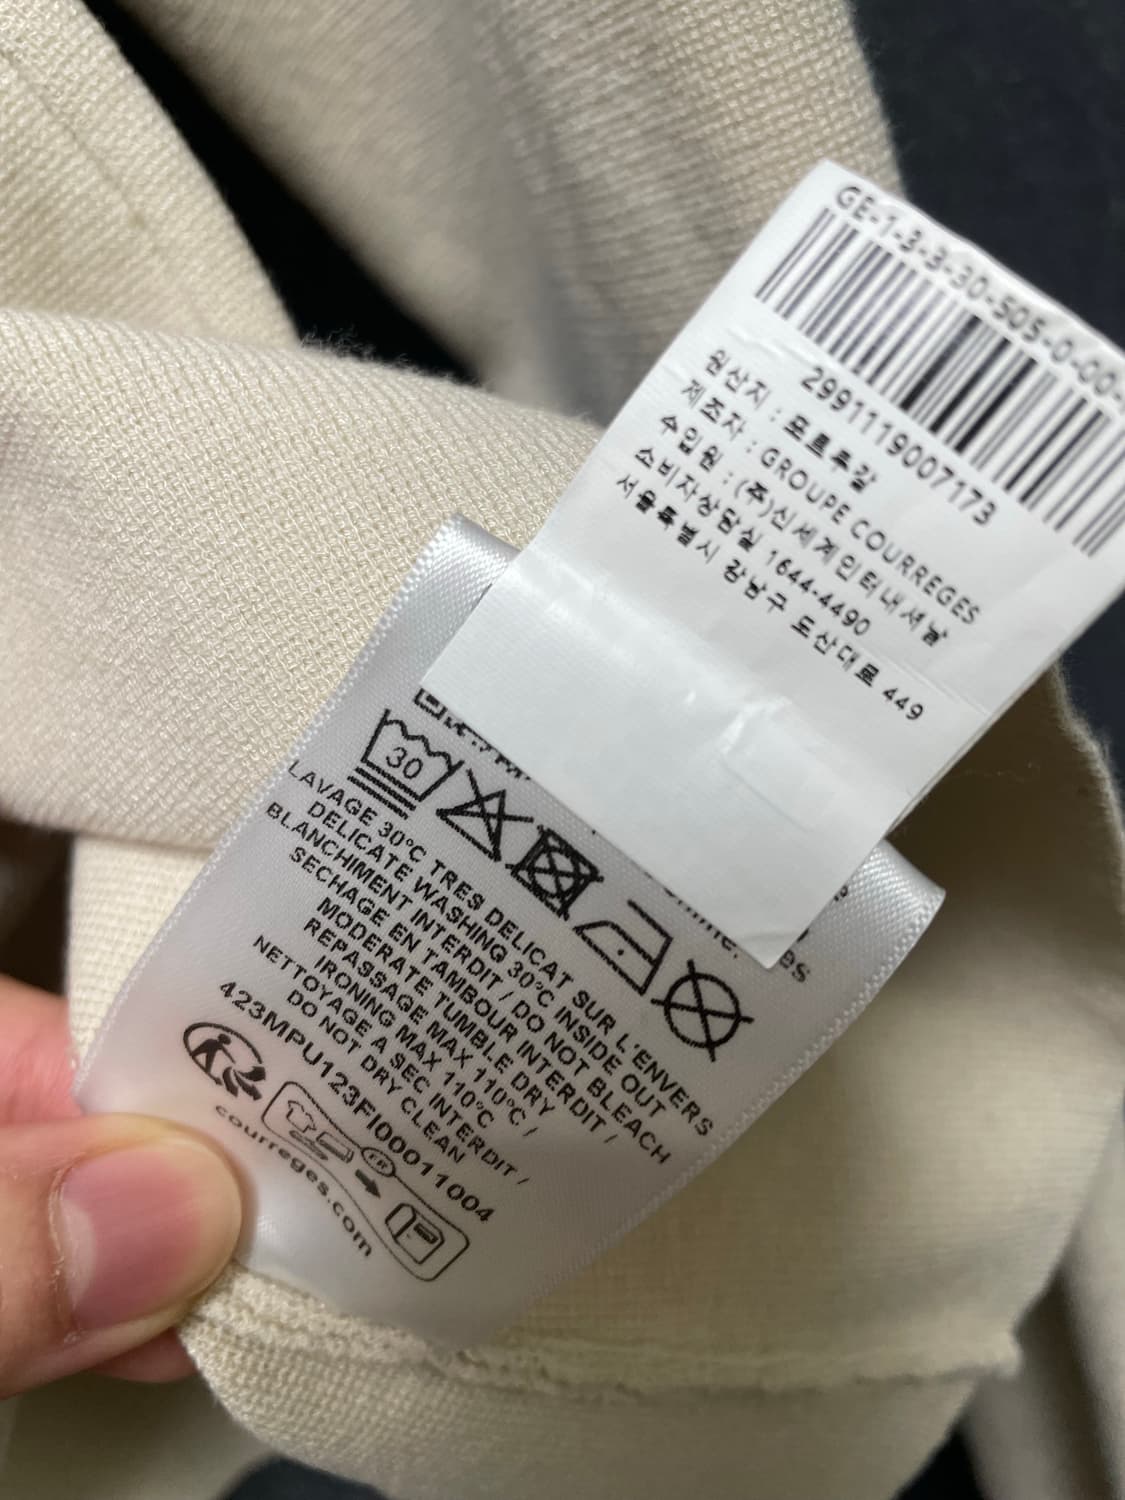 GE-1-3-3-30-505-0-00-
2991119007173
원산지 : 포르투갈
제조자 : GROUPE COURREGES
수입원 : (주)신세계인터내셔날
소비자상담실 1644-4490
서울특별시 강남구 도산대로 449
30
LAVAGE 30°C TRES DELICAT SUR L'ENVERS
DELICATE WASHING 30°C INSIDE OUT
BLANCHIMENT INTERDIT / DO NOT BLEACH
SECHAGE EN TAMBOUR INTERDIT /
MODERATE TUMBLE DRY
REPASSAGE MAX 110°C /
IRONING MAX 110°C
NETTOYAGE A SEC INTERDIT /
DO NOT DRY CLEAN
423MPU123FI00011004
FR
courreges.com